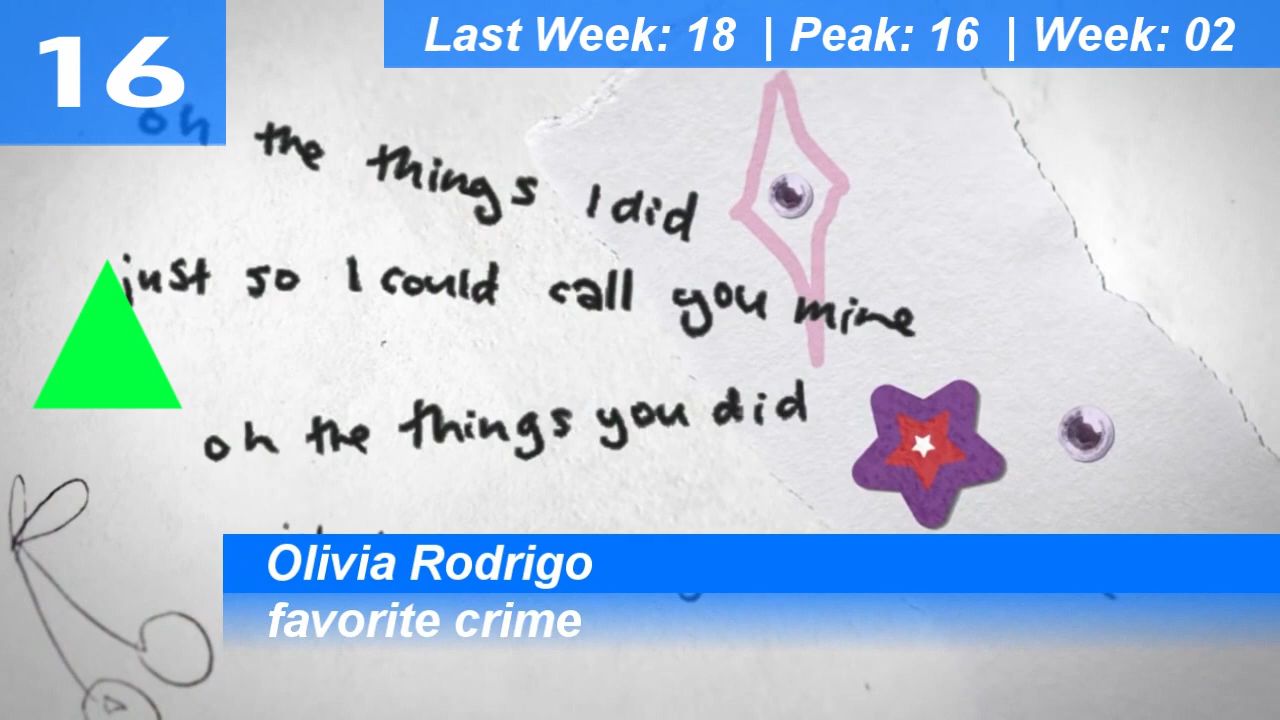 16
Last Week: 18 | Peak: 16 | Week: 02
oh the things I did
just so I could call you mine
oh the things you did
Olivia Rodrigo
favorite crime